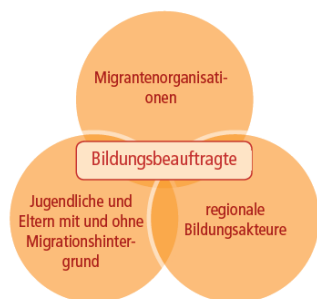 Migrantenorganisati-
onen
Bildungsbeauftragte
Jugendliche und
Eltern mit und ohne
Migrationshinter-
grund
regionale
Bildungsakteure